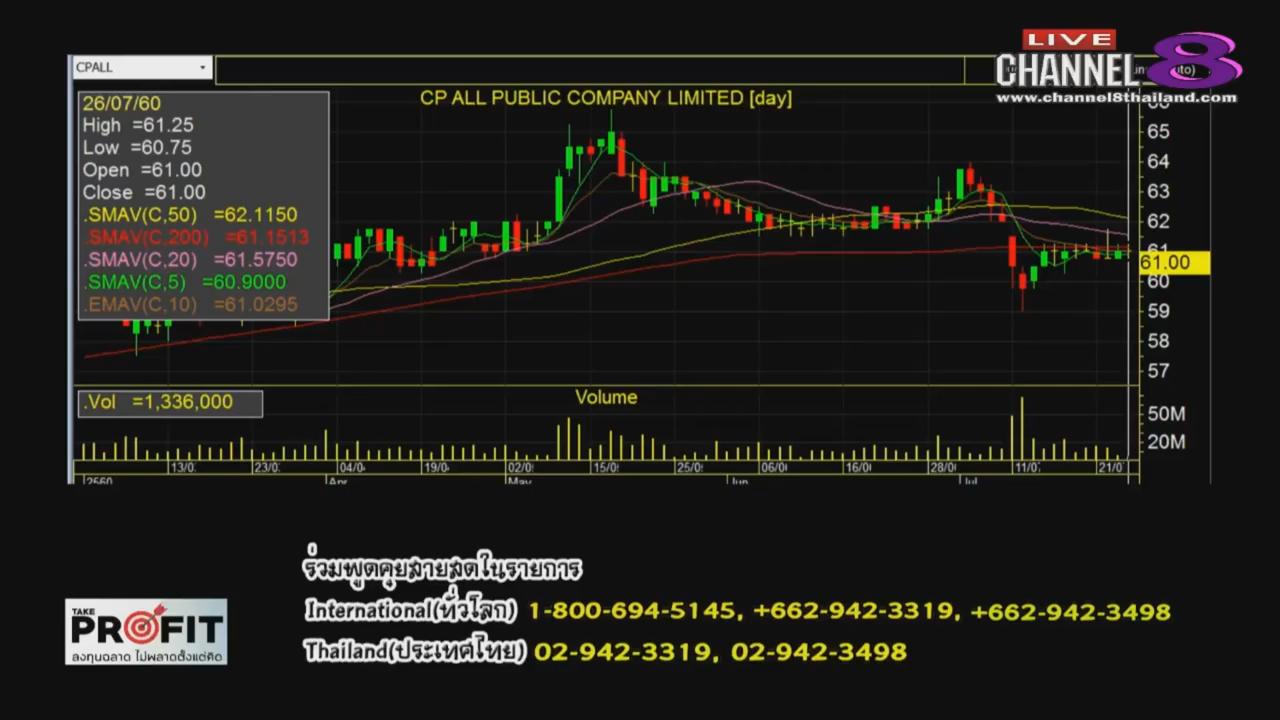 LIVE
CHANNEL 8
www.channel8thailand.com
CPALL
CP ALL PUBLIC COMPANY LIMITED [day]
26/07/60
High =61.25
Low =60.75
Open =61.00
Close =61.00
.SMAV(C,50) =62.1150
.SMAV(C,200) =61.1513
.SMAV(C,20) =61.5750
.SMAV(C,5) =60.9000
.EMAV(C,10) =61.0295
65
64
63
62
61
61.00
60
59
58
57
.Vol =1,336,000
Volume
50M
20M
13/0 23/0 04/0 19/0 02/0 15/0 25/0 06/0 16/0 28/0 11/0 21/0
2560 Apr May Jun Jul
ร่วมพูดคุยสายสดในรายการ
International(ทั่วโลก) 1-800-694-5145, +662-942-3319, +662-942-3498
Thailand(ประเทศไทย) 02-942-3319, 02-942-3498
TAKE
PROFIT
ลงทุนฉลาด ไม่พลาดตั้งแต่คิด